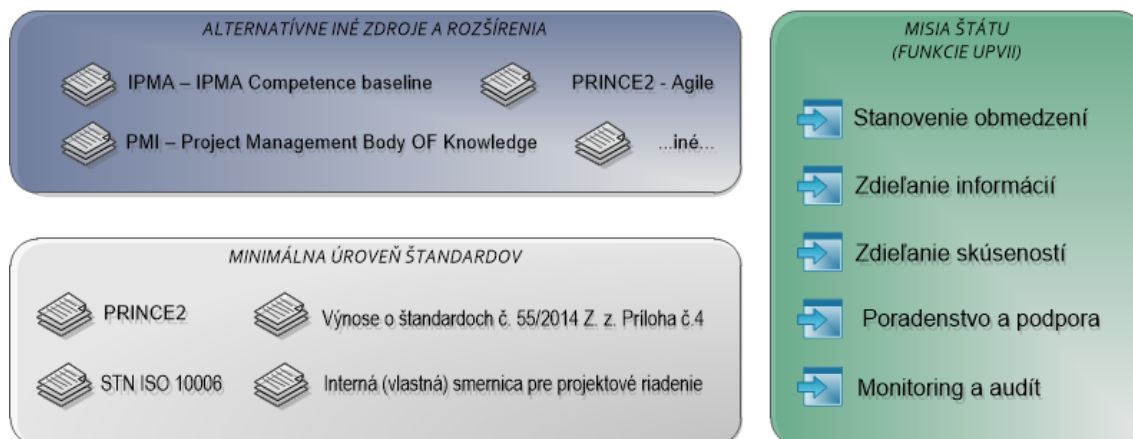 ALTERNATÍVNE INÉ ZDROJE A ROZŠÍRENIA
IPMA – IPMA Competence baseline
PRINCE2 - Agile
PMI – Project Management Body OF Knowledge
...iné...
MINIMÁLNA ÚROVEŇ ŠTANDARDOV
PRINCE2
Výnose o štandardoch č. 55/2014 Z. z. Priloha č.4
STN ISO 10006
Interná (vlastná) smernica pre projektové riadenie
MISIA ŠTÁTU
(FUNKCIE UPVII)
Stanovenie obmedzení
Zdieľanie informácií
Zdieľanie skúseností
Poradenstvo a podpora
Monitoring a audít